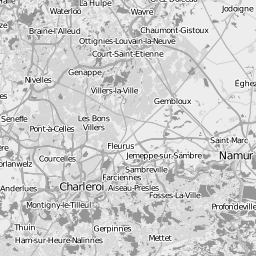 La Hulpe
Jodoigne
Waterloo
Wavre
Braine-l'Alleud
Chaumont-Gistoux
Ottignies-Louvain-la-Neuve
Court-Saint-Etienne
Genappe
Nivelles
Villers-la-Ville
Éghez
Gembloux
Seneffe
Les Bons
Villers
Pont-à-Celles
Saint-Marc
Fleurus
Jemeppe-sur-Sambre
Namur
orlanwelz
Courcelles
Sambreville
Farciennes
Anderlues
Charleroi
Aiseau-Presles
Fosses-La-Ville
Montigny-le-Tilleul
Profondeville
Thuin
Gerpinnes
Ham-sur-Heure-Nalinnes
Mettet